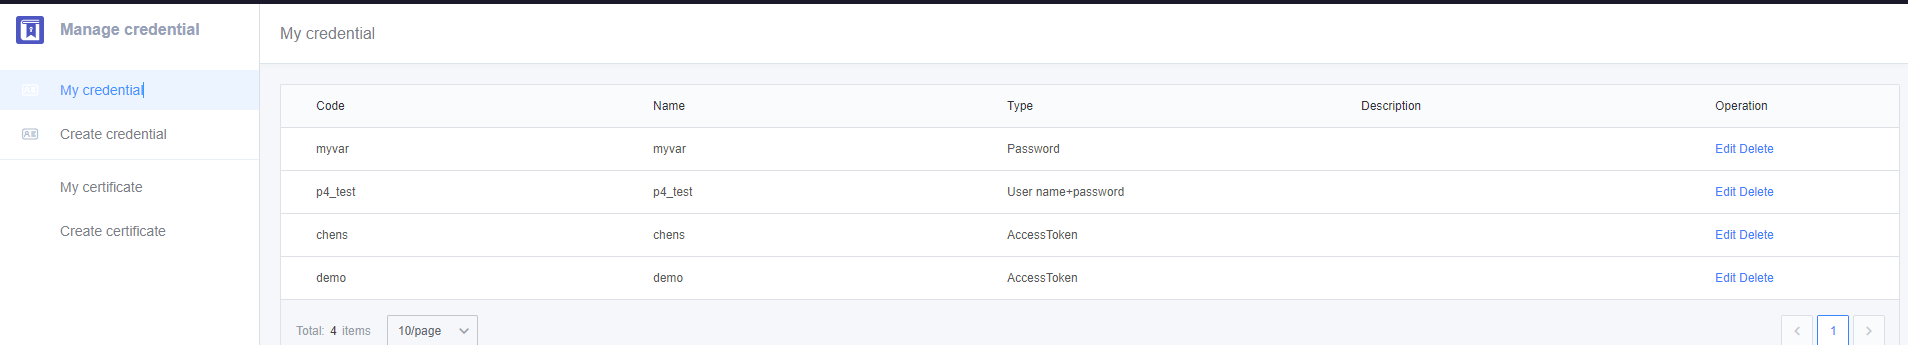 Manage credential
My credential
My credential
Create credential
My certificate
Create certificate
Code Name Type Description Operation
myvar myvar Password Edit Delete
p4_test p4_test User name+password Edit Delete
chens chens AccessToken Edit Delete
demo demo AccessToken Edit Delete
Total: 4 items 10/page 1